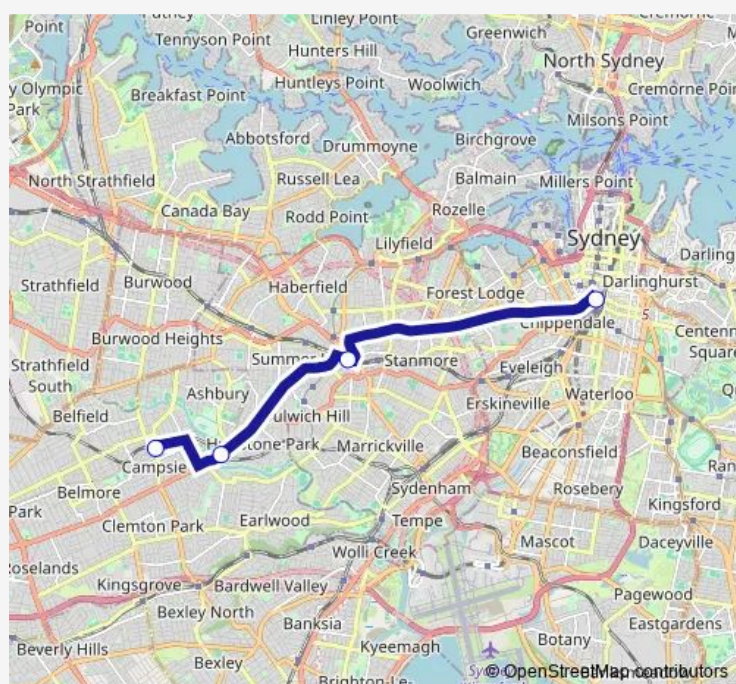 Point
Putney
Linley Point
Greenwich
Cremorne
Tennyson Point
Hunters Hill
North Sydney
y Olympic
Park
Huntleys Point
Woolwich
Cremorne Poin
Breakfast Point
Milsons Point
Abbotsford
Drummoyne
Birchgrove
North Strathfield
Russell Lea
Balmain
Millers Point
Canada Bay
Rodd Point
Rozelle
Sydney
Lilyfield
Darling
Strathfield
Burwood
Haberfield
Forest Lodge
Darlinghurst
5
Chippendale
Centenn
Square
Burwood Heights
Summer
Stanmore
Strathfield
South
Eveleigh
Ashbury
Erskineville
Waterloo
Belfield
ulwich Hill
Campsie
Park
Marrickville
Beaconsfield
Ran
Belmore
Sydenham
Rosebery
Kingsford
Park
Clemton Park
Earlwood
Tempe
Mascot
Daceyville
oselands
Wolli Creek
Kingsgrove
Bardwell Valley
Pagewood
Bexley North
Banksia
Eastgardens
Beverly Hills
Bexley
Kyeemagh
Botany
Brighton-Le-
© OpenStreetMap contributors